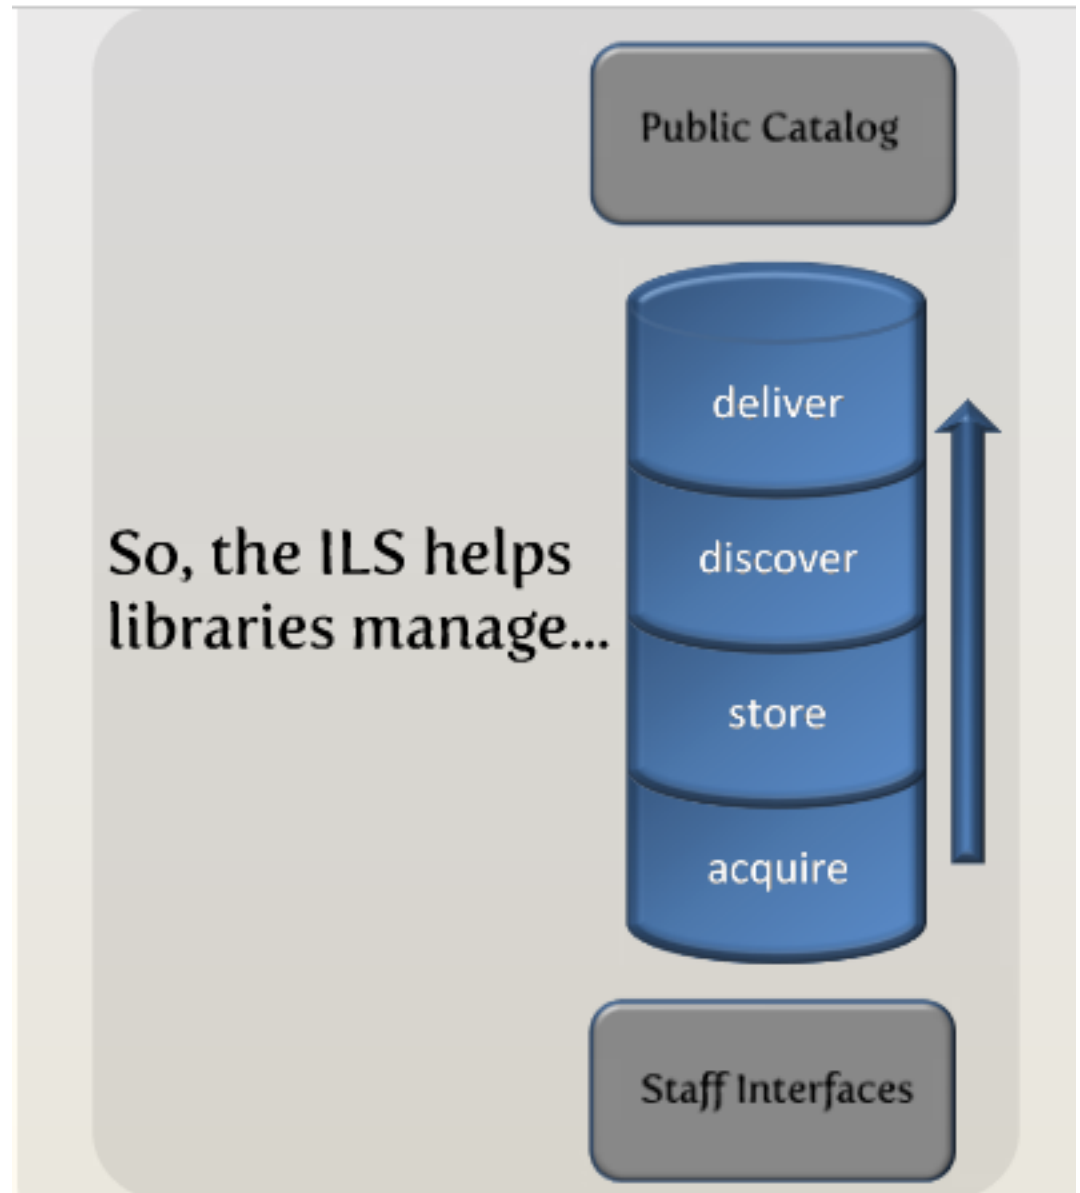 Public Catalog
deliver
discover
So, the ILS helps
libraries manage...
store
acquire
Staff Interfaces